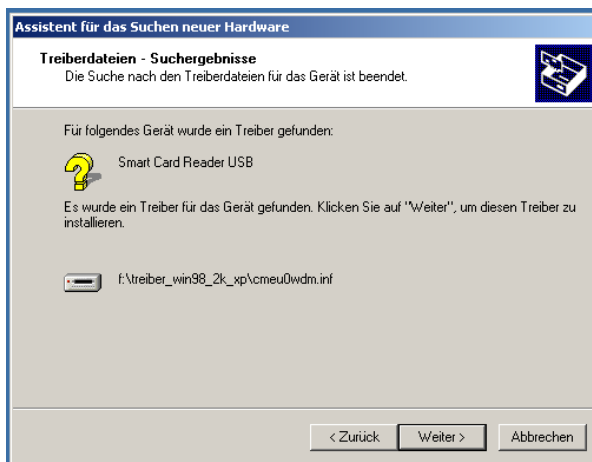 Assistent für das Suchen neuer Hardware
Treiberdateien - Suchergebnisse
Die Suche nach den Treiberdateien für das Gerät ist beendet.
Für folgendes Gerät wurde ein Treiber gefunden:
Smart Card Reader USB
Es wurde ein Treiber für das Gerät gefunden. Klicken Sie auf "Weiter", um diesen Treiber zu
installieren.
f:\treiber_win98_2k_xp\cmeu0wdm.inf
< Zurück
Weiter >
Abbrechen